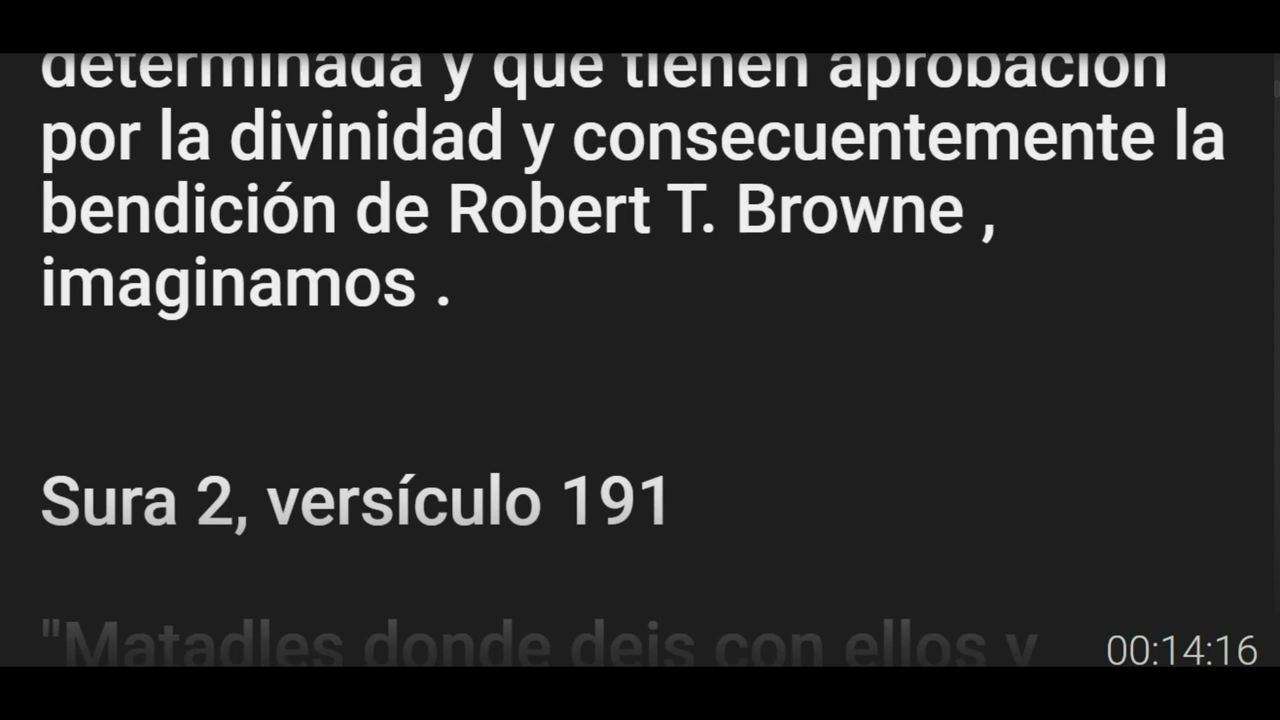 determinada y que tienen aprobación
por la divinidad y consecuentemente la
bendición de Robert T. Browne ,
imaginamos .
Sura 2, versículo 191
"Matadles donde deis con ellos y
00:14:16